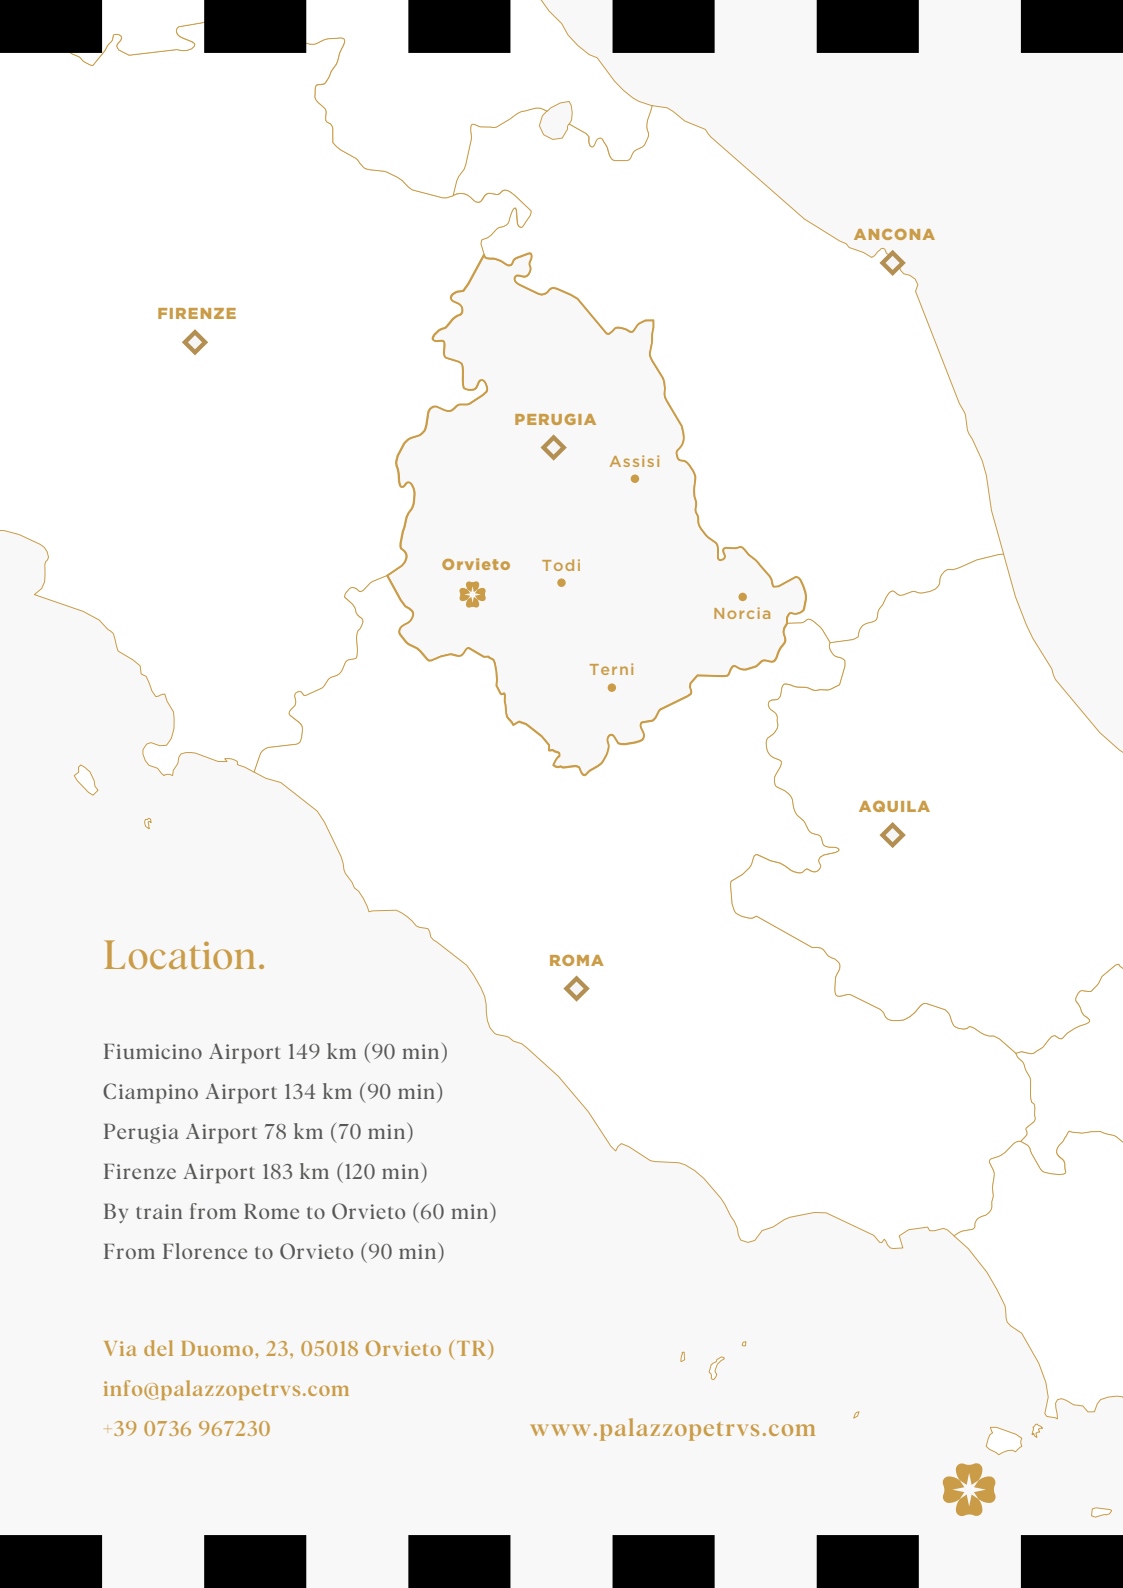 ANCONA
FIRENZE
PERUGIA
Assisi
Orvieto
Todi
Norcia
Terni
AQUILA
ROMA
Location.
Fiumicino Airport 149 km (90 min)
Ciampino Airport 134 km (90 min)
Perugia Airport 78 km (70 min)
Firenze Airport 183 km (120 min)
By train from Rome to Orvieto (60 min)
From Florence to Orvieto (90 min)
Via del Duomo, 23, 05018 Orvieto (TR)
info@palazzopetrvs.com
+39 0736 967230
www.palazzopetrvs.com